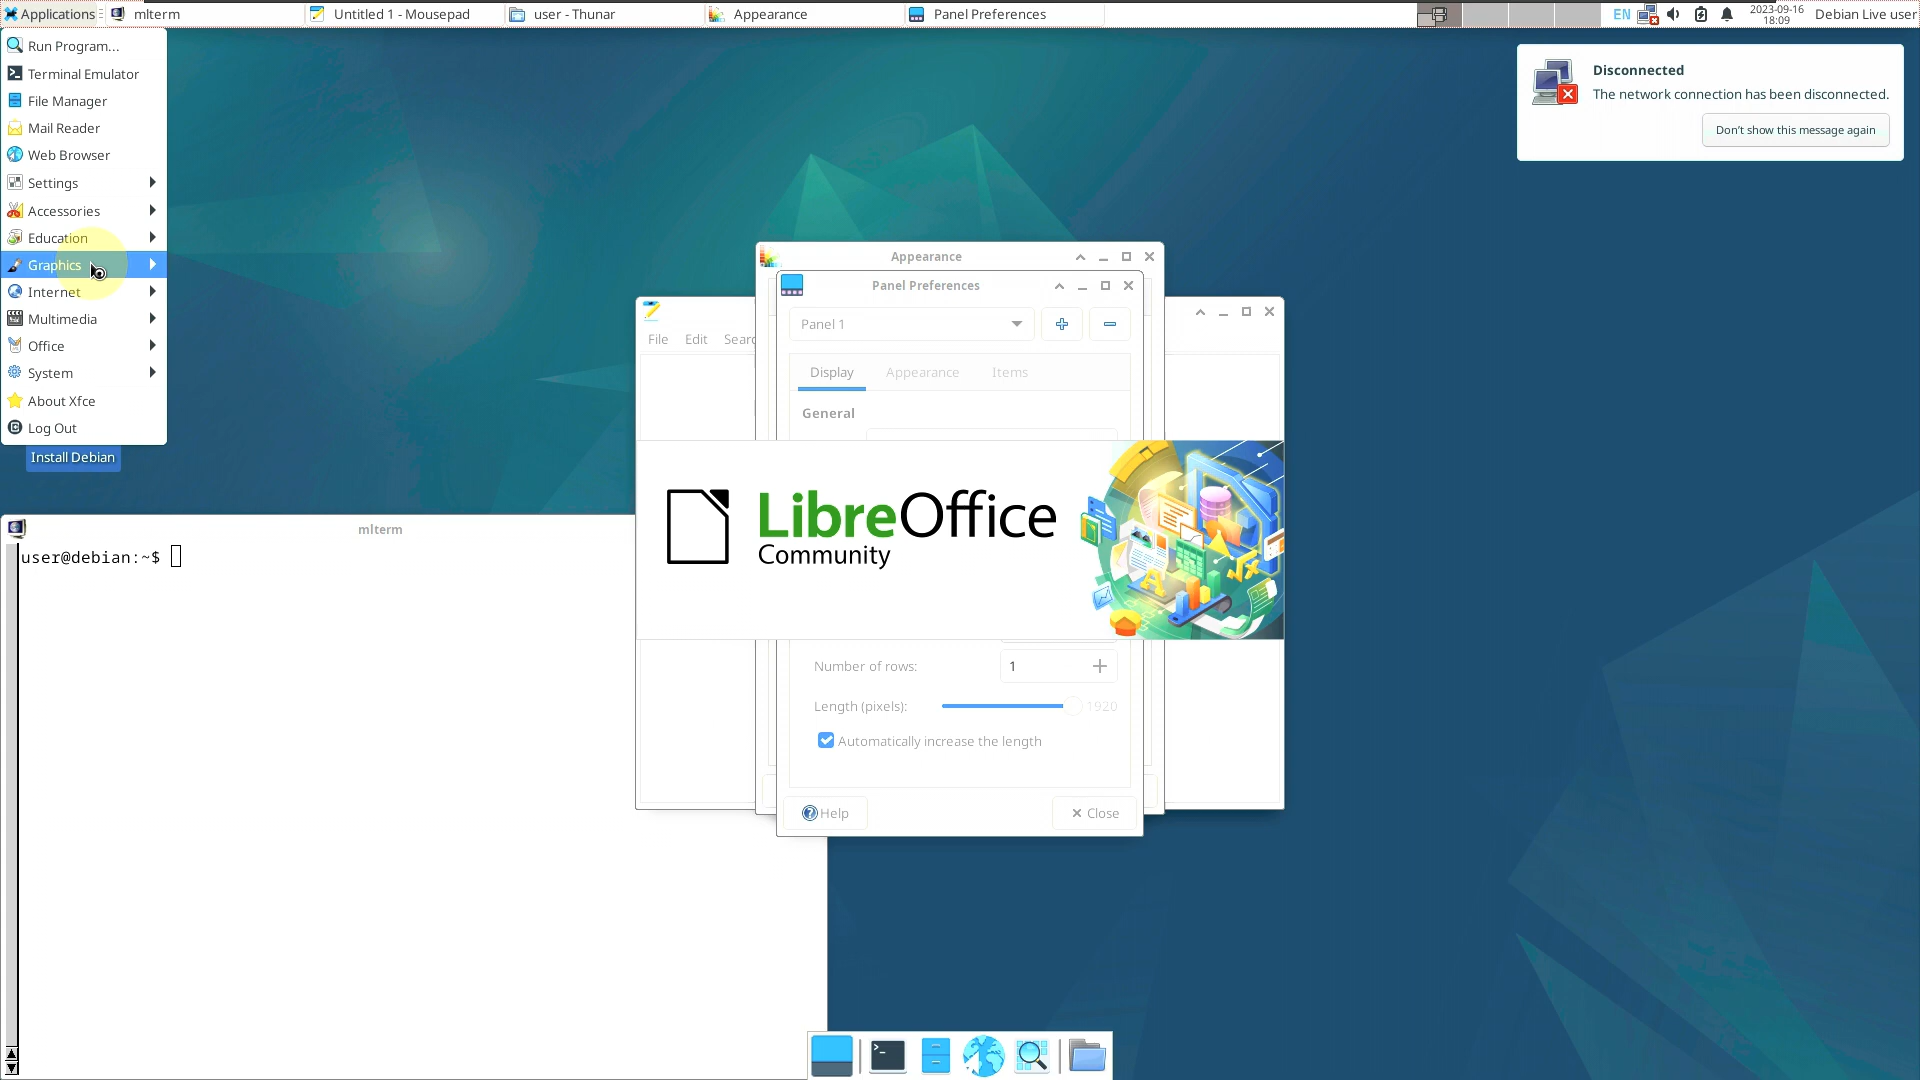 Applications
mlterm
Untitled 1 - Mousepad
user - Thunar
Appearance
Panel Preferences
EN
2023-09-16
18:09
Debian Live user
Run Program...
Terminal Emulator
File Manager
Mail Reader
Web Browser
Settings
Accessories
Education
Graphics
Internet
Multimedia
Office
System
About Xfce
Log Out
Install Debian
Disconnected
The network connection has been disconnected.
Don't show this message again
Appearance
Panel Preferences
Panel 1
File Edit Searc
Display Appearance Items
General
LibreOffice
Community
Number of rows: 1
Length (pixels): 1920
Automatically increase the length
Help
Close
mlterm
user@debian:~$